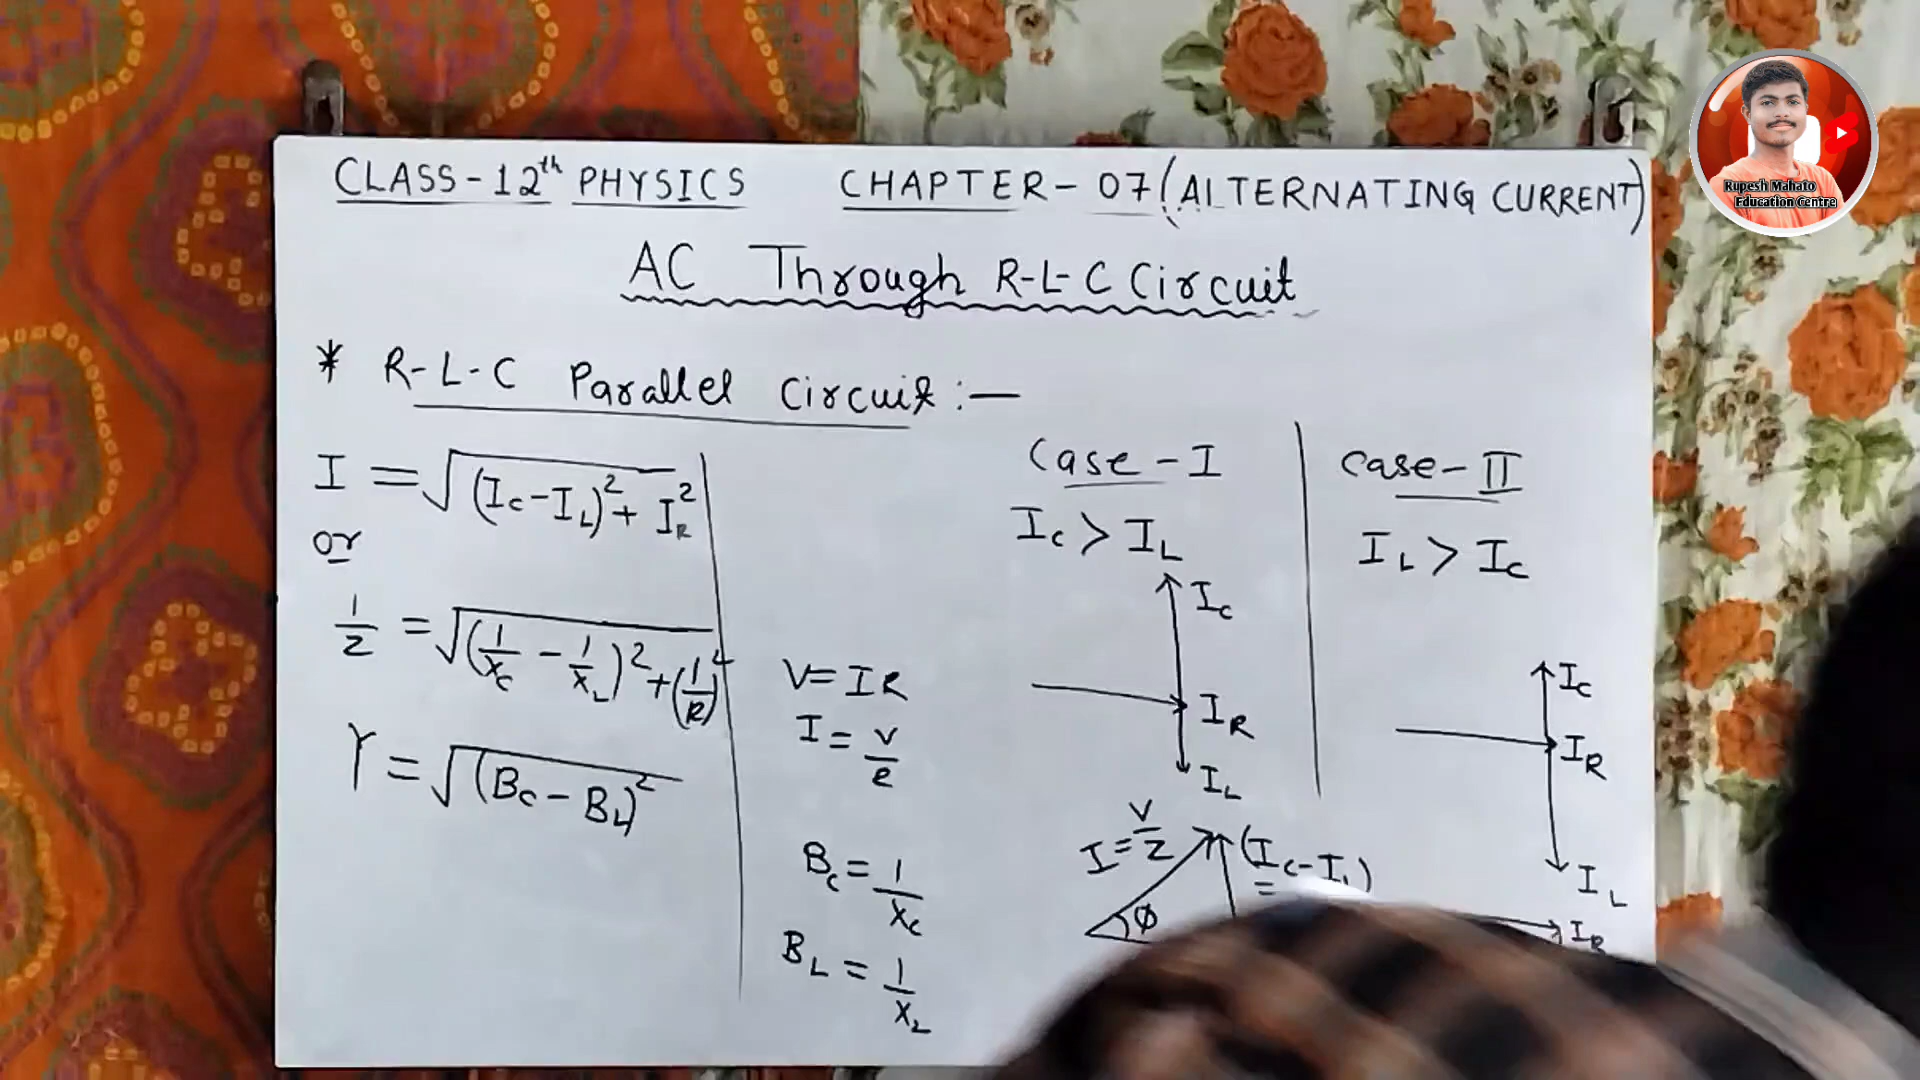 CLASS-12th PHYSICS CHAPTER-07 (ALTERNATING CURRENT)
AC Through R-L-C Circuit
* R-L-C Parallel Circuit :—
I = √(Ic - IL)² + IR²
or
1/Z = √(1/Xc - 1/XL)² + (1/R)²
Y = √(Bc - BL)²
V = IR
I = V/R
Bc = 1/Xc
BL = 1/XL
Case - I
Ic > IL
Ic
IR
IL
I = V/Z
(Ic - IL)
=
Φ
Case - II
IL > Ic
Ic
IR
IL
IR
Rupesh Mahato
Education Centre